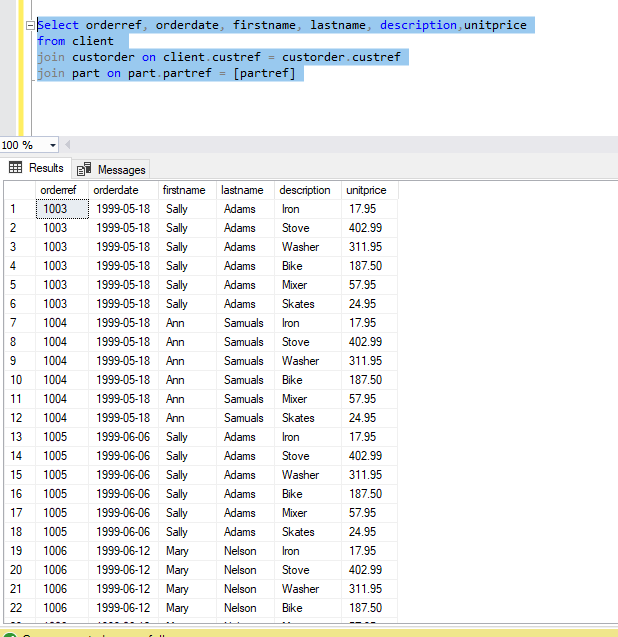 Select orderref, orderdate, firstname, lastname, description,unitprice
from client
join custorder on client.custref = custorder.custref
join part on part.partref = [partref]
100 %
Results Messages
orderref orderdate firstname lastname description unitprice
1 1003 1999-05-18 Sally Adams Iron 17.95
2 1003 1999-05-18 Sally Adams Stove 402.99
3 1003 1999-05-18 Sally Adams Washer 311.95
4 1003 1999-05-18 Sally Adams Bike 187.50
5 1003 1999-05-18 Sally Adams Mixer 57.95
6 1003 1999-05-18 Sally Adams Skates 24.95
7 1004 1999-05-18 Ann Samuals Iron 17.95
8 1004 1999-05-18 Ann Samuals Stove 402.99
9 1004 1999-05-18 Ann Samuals Washer 311.95
10 1004 1999-05-18 Ann Samuals Bike 187.50
11 1004 1999-05-18 Ann Samuals Mixer 57.95
12 1004 1999-05-18 Ann Samuals Skates 24.95
13 1005 1999-06-06 Sally Adams Iron 17.95
14 1005 1999-06-06 Sally Adams Stove 402.99
15 1005 1999-06-06 Sally Adams Washer 311.95
16 1005 1999-06-06 Sally Adams Bike 187.50
17 1005 1999-06-06 Sally Adams Mixer 57.95
18 1005 1999-06-06 Sally Adams Skates 24.95
19 1006 1999-06-12 Mary Nelson Iron 17.95
20 1006 1999-06-12 Mary Nelson Stove 402.99
21 1006 1999-06-12 Mary Nelson Washer 311.95
22 1006 1999-06-12 Mary Nelson Bike 187.50